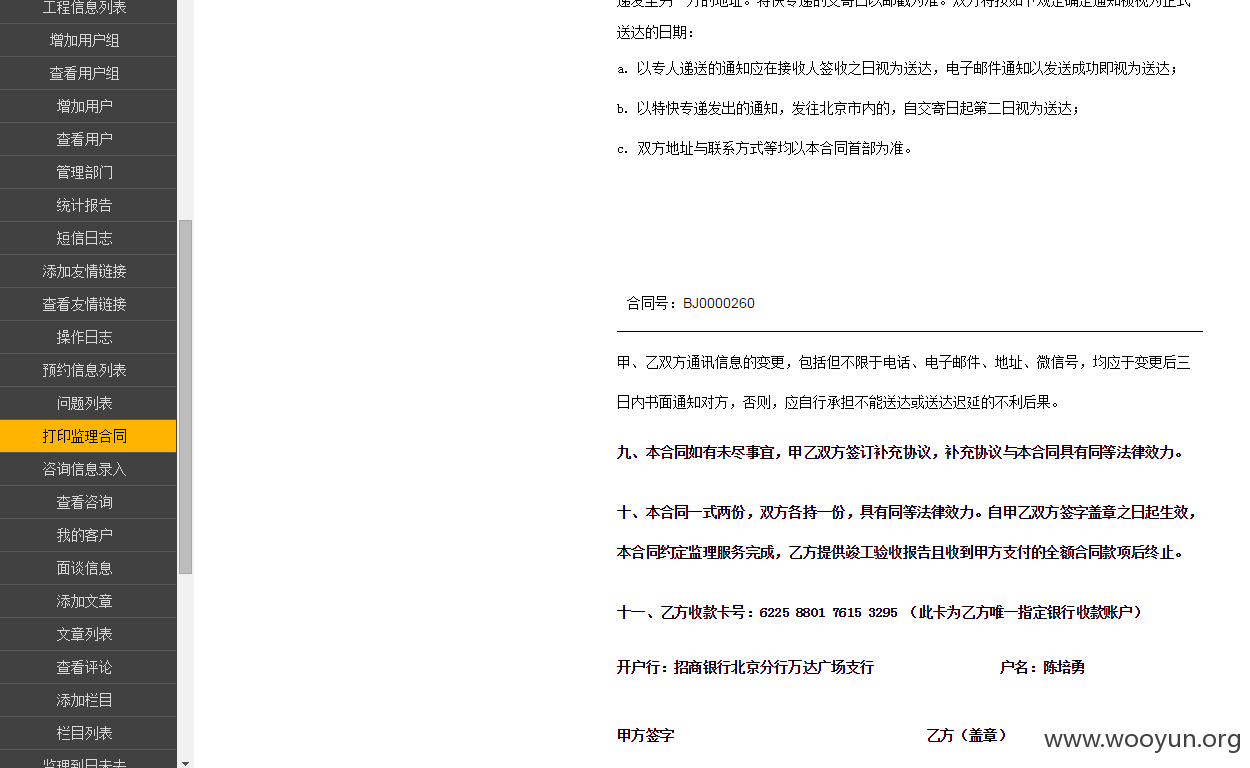 工程信息列表
增加用户组
查看用户组
增加用户
查看用户
管理部门
统计报告
短信日志
添加友情链接
查看友情链接
操作日志
预约信息列表
问题列表
打印监理合同
咨询信息录入
查看咨询
我的客户
面谈信息
添加文章
文章列表
查看评论
添加栏目
栏目列表
送达的日期：
a. 以专人递送的通知应在接收人签收之日视为送达，电子邮件通知以发送成功即视为送达；
b. 以特快专递发出的通知，发往北京市内的，自交寄日起第二日视为送达；
c. 双方地址与联系方式等均以本合同首部为准。
合同号：BJ0000260
甲、乙双方通讯信息的变更，包括但不限于电话、电子邮件、地址、微信号，均应于变更后三
日内书面通知对方，否则，应自行承担不能送达或送达迟延的不利后果。
九、本合同如有未尽事宜，甲乙双方签订补充协议，补充协议与本合同具有同等法律效力。
十、本合同一式两份，双方各持一份，具有同等法律效力。自甲乙双方签字盖章之日起生效，
本合同约定监理服务完成，乙方提供竣工验收报告且收到甲方支付的全额合同款项后终止。
十一、乙方收款卡号：6225 8801 7615 3295 （此卡为乙方唯一指定银行收款账户）
开户行：招商银行北京分行万达广场支行 户名：陈培勇
甲方签字 乙方（盖章）
www.wooyun.org